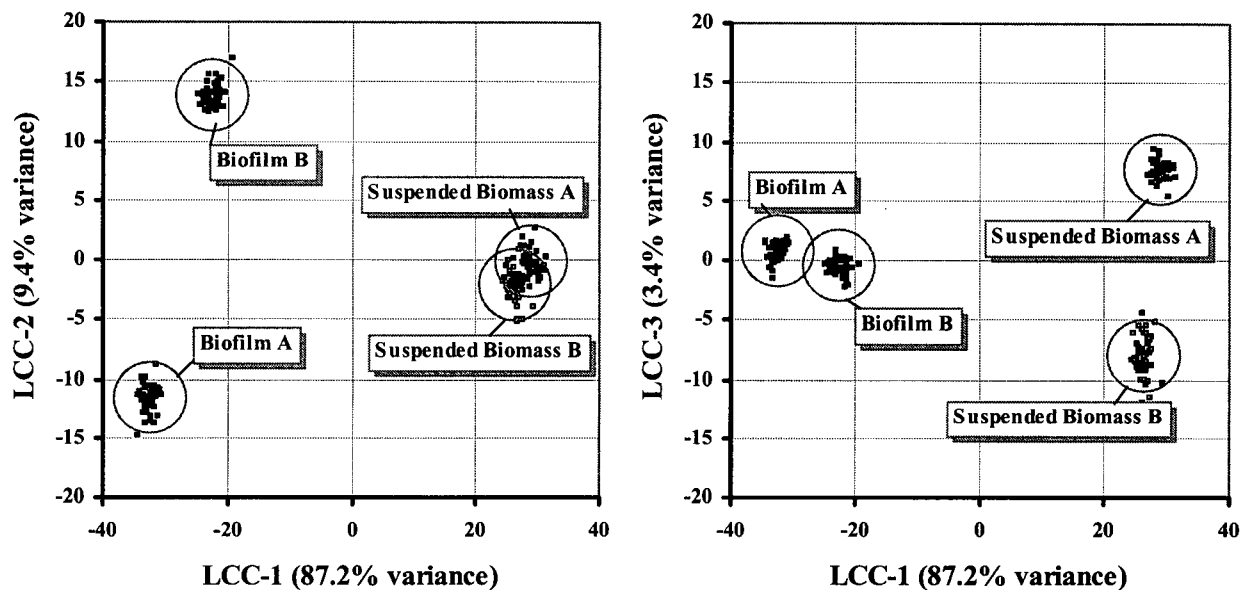 20
15
10
5
0
-5
-10
-15
-20
-40
-20
0
20
40
LCC-2 (9.4% variance)
LCC-1 (87.2% variance)
Biofilm B
Suspended Biomass A
Suspended Biomass B
Biofilm A
20
15
10
5
0
-5
-10
-15
-20
-40
-20
0
20
40
LCC-3 (3.4% variance)
LCC-1 (87.2% variance)
Biofilm A
Suspended Biomass A
Biofilm B
Suspended Biomass B